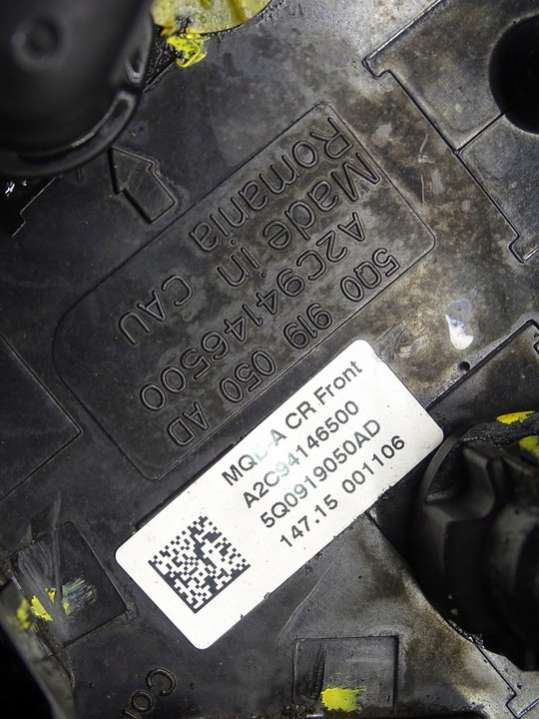 5Q0 919 050 AD
A2C94146500
Made in CAU
Romania
MQB-A CR Front
A2C94146500
5Q0919050AD
147.15 001106